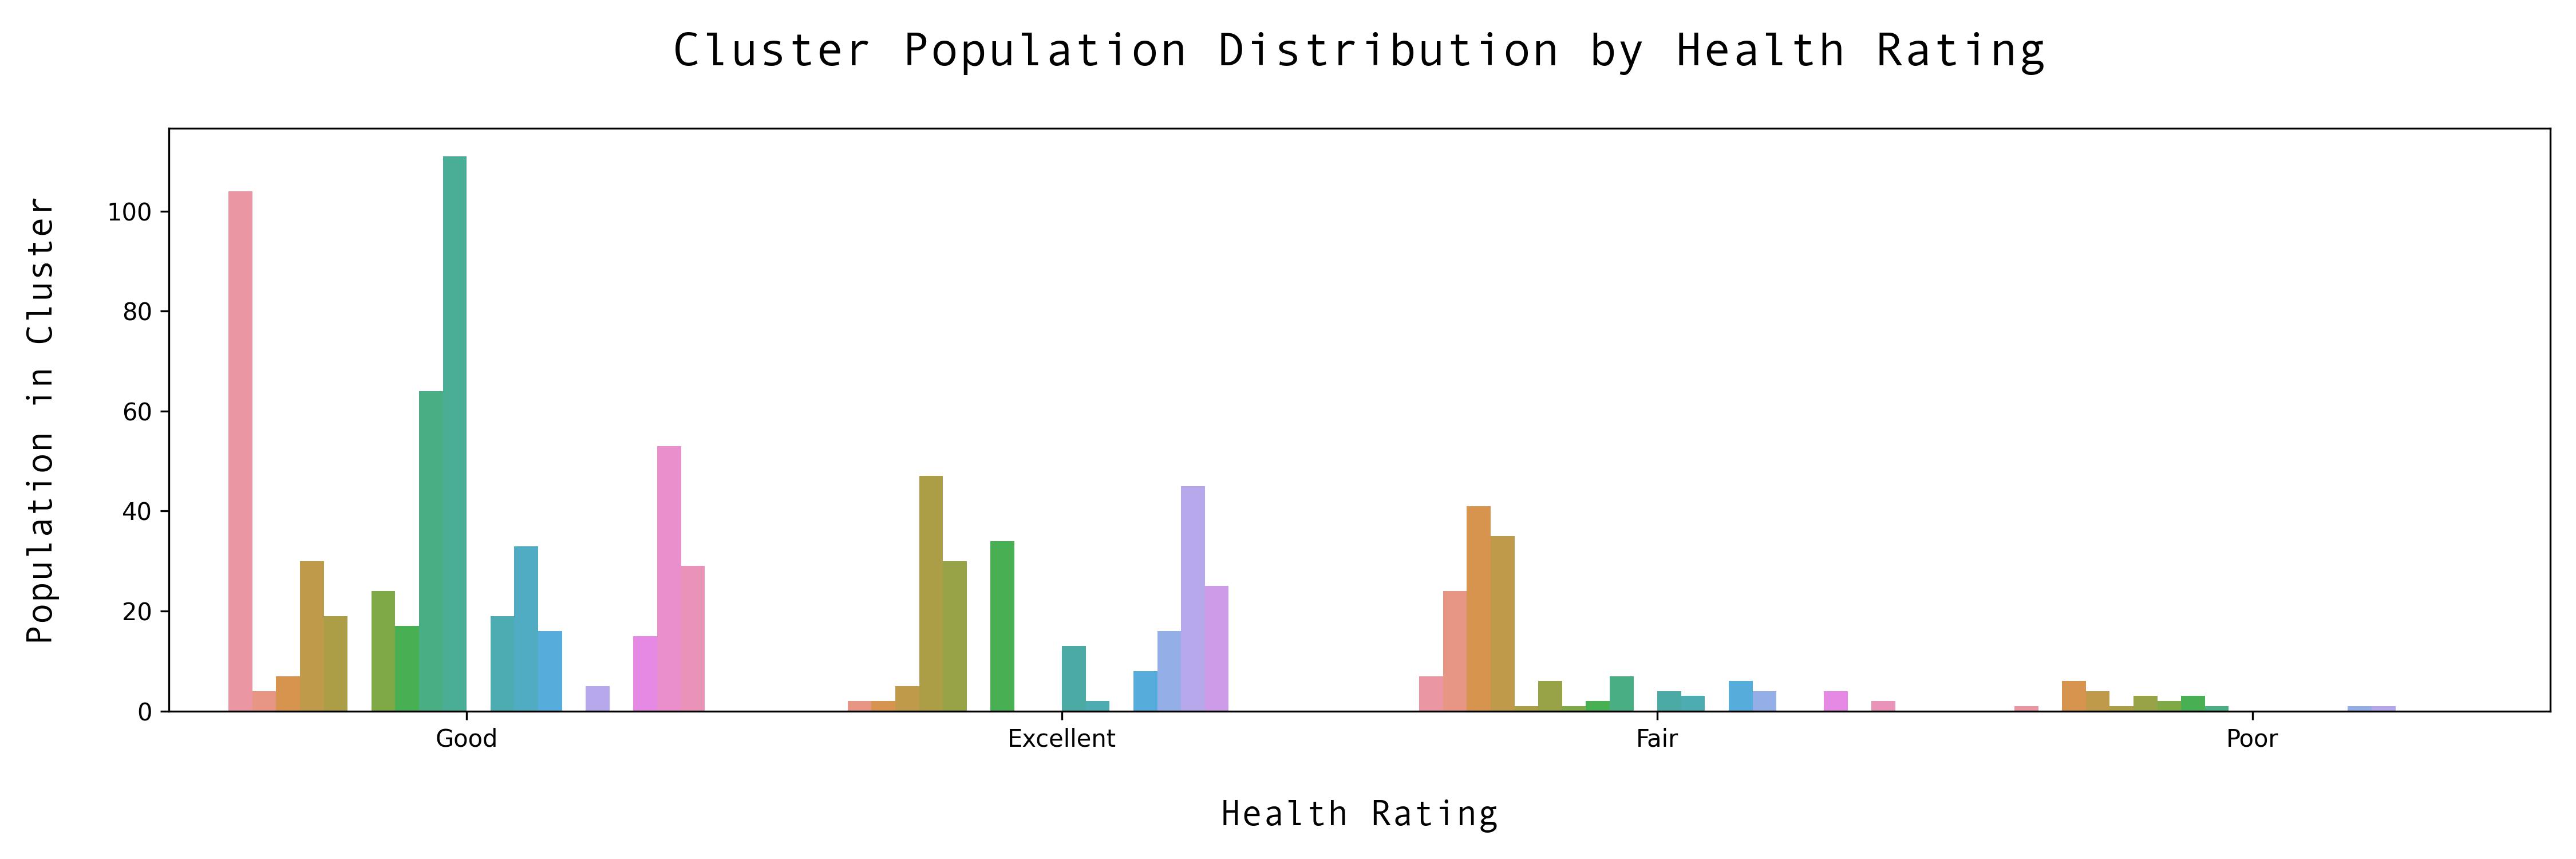 Cluster Population Distribution by Health Rating
Population in Cluster
100
80
60
40
20
0
Good
Excellent
Fair
Poor
Health Rating